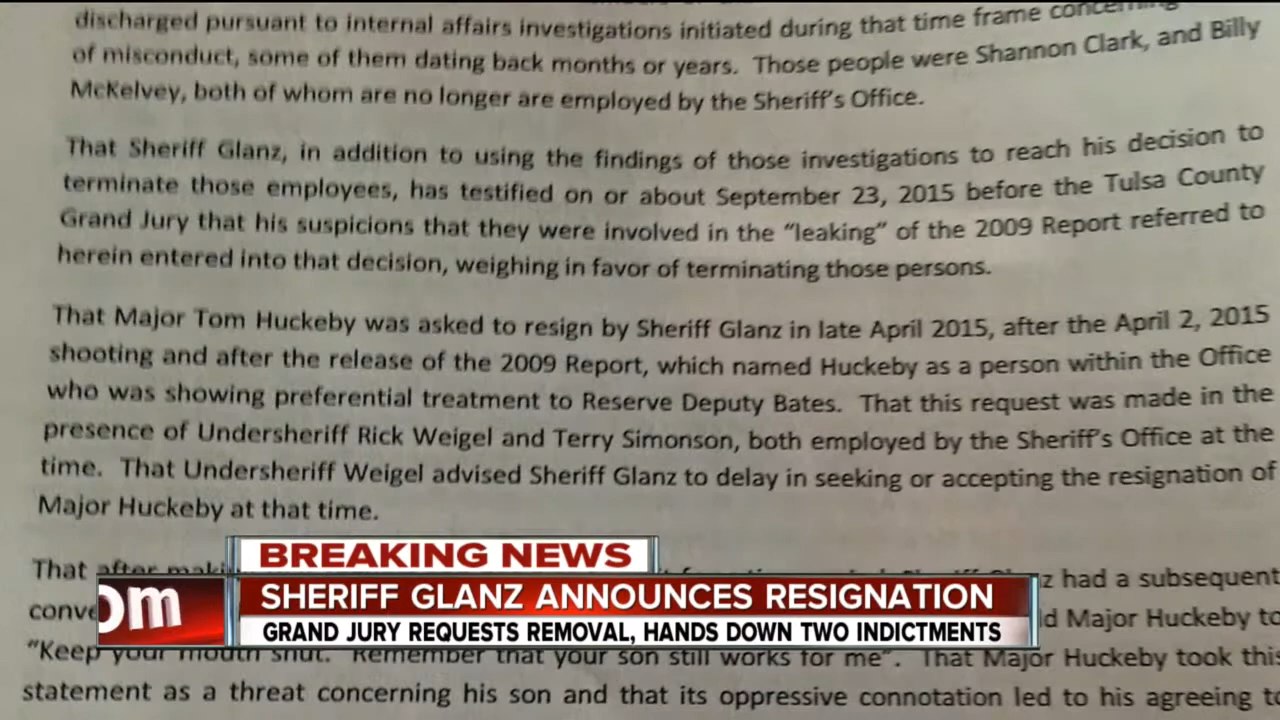 discharged pursuant to internal affairs investigations initiated during that time frame concerning
of misconduct, some of them dating back months or years. Those people were Shannon Clark, and Billy
McKelvey, both of whom are no longer are employed by the Sheriff's Office.
That Sheriff Glanz, in addition to using the findings of those investigations to reach his decision to
terminate those employees, has testified on or about September 23, 2015 before the Tulsa County
Grand Jury that his suspicions that they were involved in the "leaking" of the 2009 Report referred to
herein entered into that decision, weighing in favor of terminating those persons.
That Major Tom Huckeby was asked to resign by Sheriff Glanz in late April 2015, after the April 2, 2015
shooting and after the release of the 2009 Report, which named Huckeby as a person within the Office
who was showing preferential treatment to Reserve Deputy Bates. That this request was made in the
presence of Undersheriff Rick Weigel and Terry Simonson, both employed by the Sheriff's Office at the
time. That Undersheriff Weigel advised Sheriff Glanz to delay in seeking or accepting the resignation of
Major Huckeby at that time.
That after had a subsequent
Major Huckeby to
"Keep your mouth shut. Remember that your son still works for me". That Major Huckeby took this
statement as a threat concerning his son and that its oppressive connotation led to his agreeing to
BREAKING NEWS
om
SHERIFF GLANZ ANNOUNCES RESIGNATION
GRAND JURY REQUESTS REMOVAL, HANDS DOWN TWO INDICTMENTS